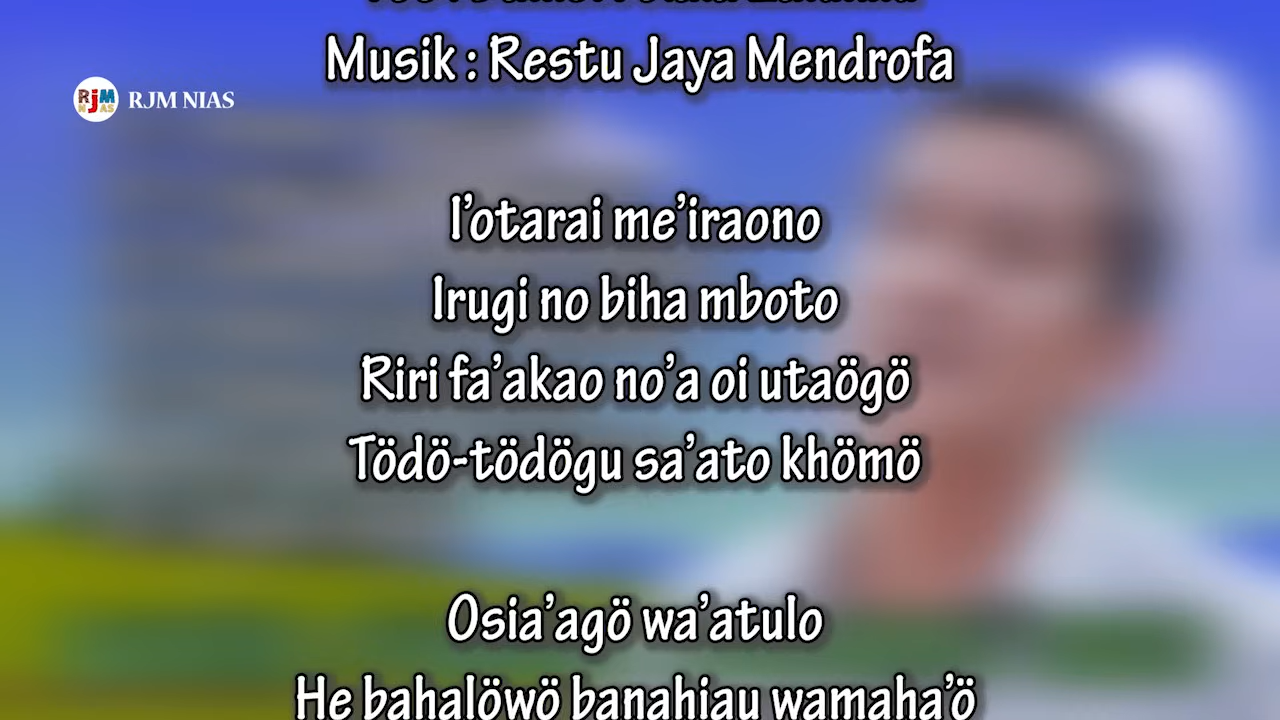 Musik : Restu Jaya Mendrofa
RJM NIAS
I'otarai me'iraono
Irugi no biha mboto
Riri fa'akao no'a oi utaögö
Tödö-tödögu sa'ato khömö
Osia'agö wa'atulo
He bahalöwö banahiau wamaha'ö